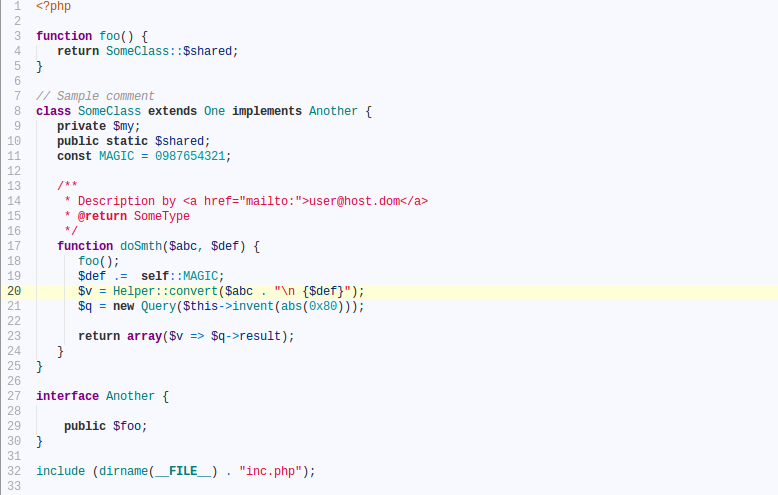 1 <?php
2
3 function foo() {
4    return SomeClass::$shared;
5 }
6
7 // Sample comment
8 class SomeClass extends One implements Another {
9    private $my;
10    public static $shared;
11    const MAGIC = 0987654321;
12
13    /**
14     * Description by <a href="mailto:">user@host.dom</a>
15     * @return SomeType
16     */
17    function doSmth($abc, $def) {
18       foo();
19       $def .=  self::MAGIC;
20       $v = Helper::convert($abc . "\n {$def}");
21       $q = new Query($this->invent(abs(0x80)));
22
23       return array($v => $q->result);
24    }
25 }
26
27 interface Another {
28
29     public $foo;
30 }
31
32 include (dirname(__FILE__) . "inc.php");
33